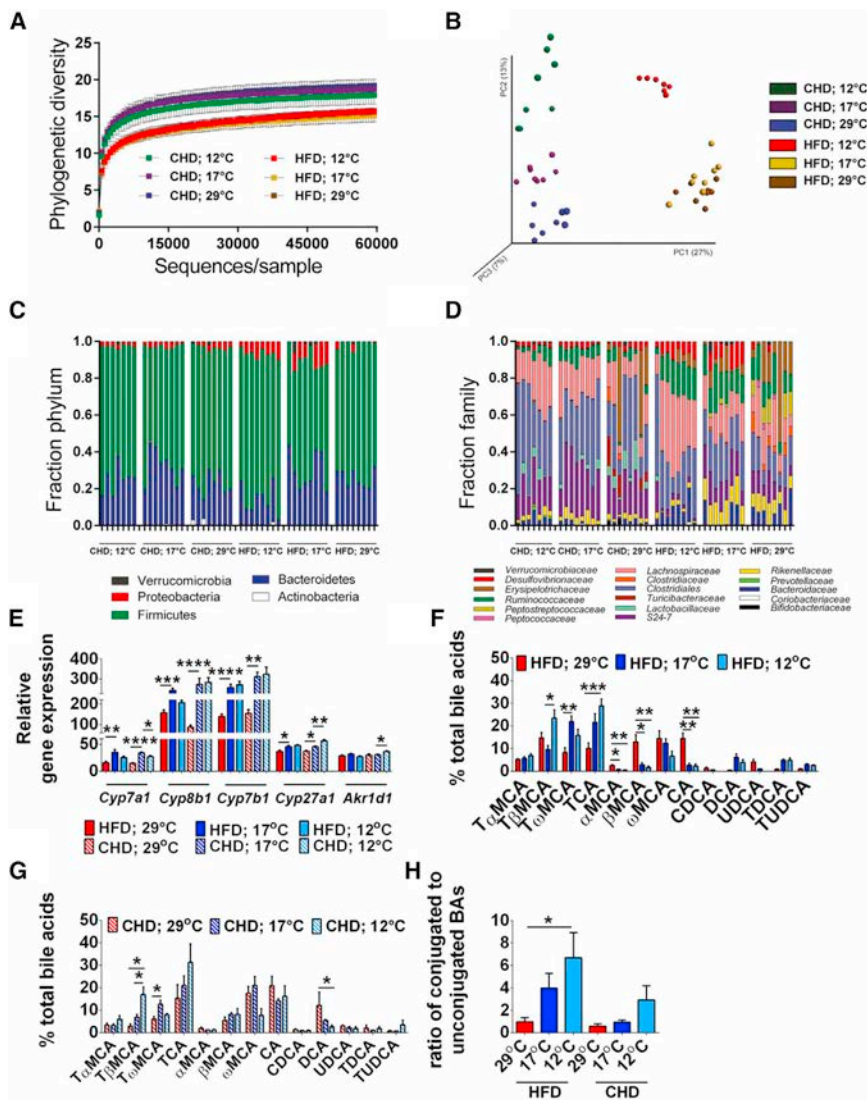 A
Phylogenetic diversity
25
20
15
10
5
0
0 15000 30000 45000 60000
Sequences/sample
CHD; 12°C
CHD; 17°C
CHD; 29°C
HFD; 12°C
HFD; 17°C
HFD; 29°C
B
PC2 (13%)
PC3 (7%)
PC1 (27%)
CHD; 12°C
CHD; 17°C
CHD; 29°C
HFD; 12°C
HFD; 17°C
HFD; 29°C
C
Fraction phylum
1.0
0.8
0.6
0.4
0.2
0.0
CHD; 12°C CHD; 17°C CHD; 29°C HFD; 12°C HFD; 17°C HFD; 29°C
Verrucomicrobia
Proteobacteria
Firmicutes
Bacteroidetes
Actinobacteria
D
Fraction family
1.0
0.8
0.6
0.4
0.2
0.0
CHD; 12°C CHD; 17°C CHD; 29°C HFD; 12°C HFD; 17°C HFD; 29°C
Verrucomicrobiaceae
Desulfovibrionaceae
Erysipelotrichaceae
Ruminococcaceae
Peptostreptococcaceae
Peptococcaceae
Lachnospiraceae
Clostridiaceae
Clostridiales
Turicibacteraceae
Lactobacillaceae
S24-7
Rikenellaceae
Prevotellaceae
Bacteroidaceae
Coriobacteriaceae
Bifidobacteriaceae
E
Relative
gene expression
400
300
200
200
100
50
0
** **** * *** **** **** ** * ** *
Cyp7a1 Cyp8b1 Cyp7b1 Cyp27a1 Akr1d1
HFD; 29°C HFD; 17°C HFD; 12°C
CHD; 29°C CHD; 17°C CHD; 12°C
F
% total bile acids
50
40
30
20
10
0
HFD; 29°C HFD; 17°C HFD; 12°C
* ** *** ** * ** * ** **
TαMCA TβMCA TωMCA TCA αMCA βMCA ωMCA CA CDCA DCA UDCA TDCA TUDCA
G
% total bile acids
50
40
30
20
10
0
CHD; 29°C CHD; 17°C CHD; 12°C
* * * *
TαMCA TβMCA TωMCA TCA αMCA βMCA ωMCA CA CDCA DCA UDCA TDCA TUDCA
H
ratio of conjugated to
unconjugated BAs
10
8
6
4
2
0
*
29°C 17°C 12°C 29°C 17°C 12°C
HFD CHD